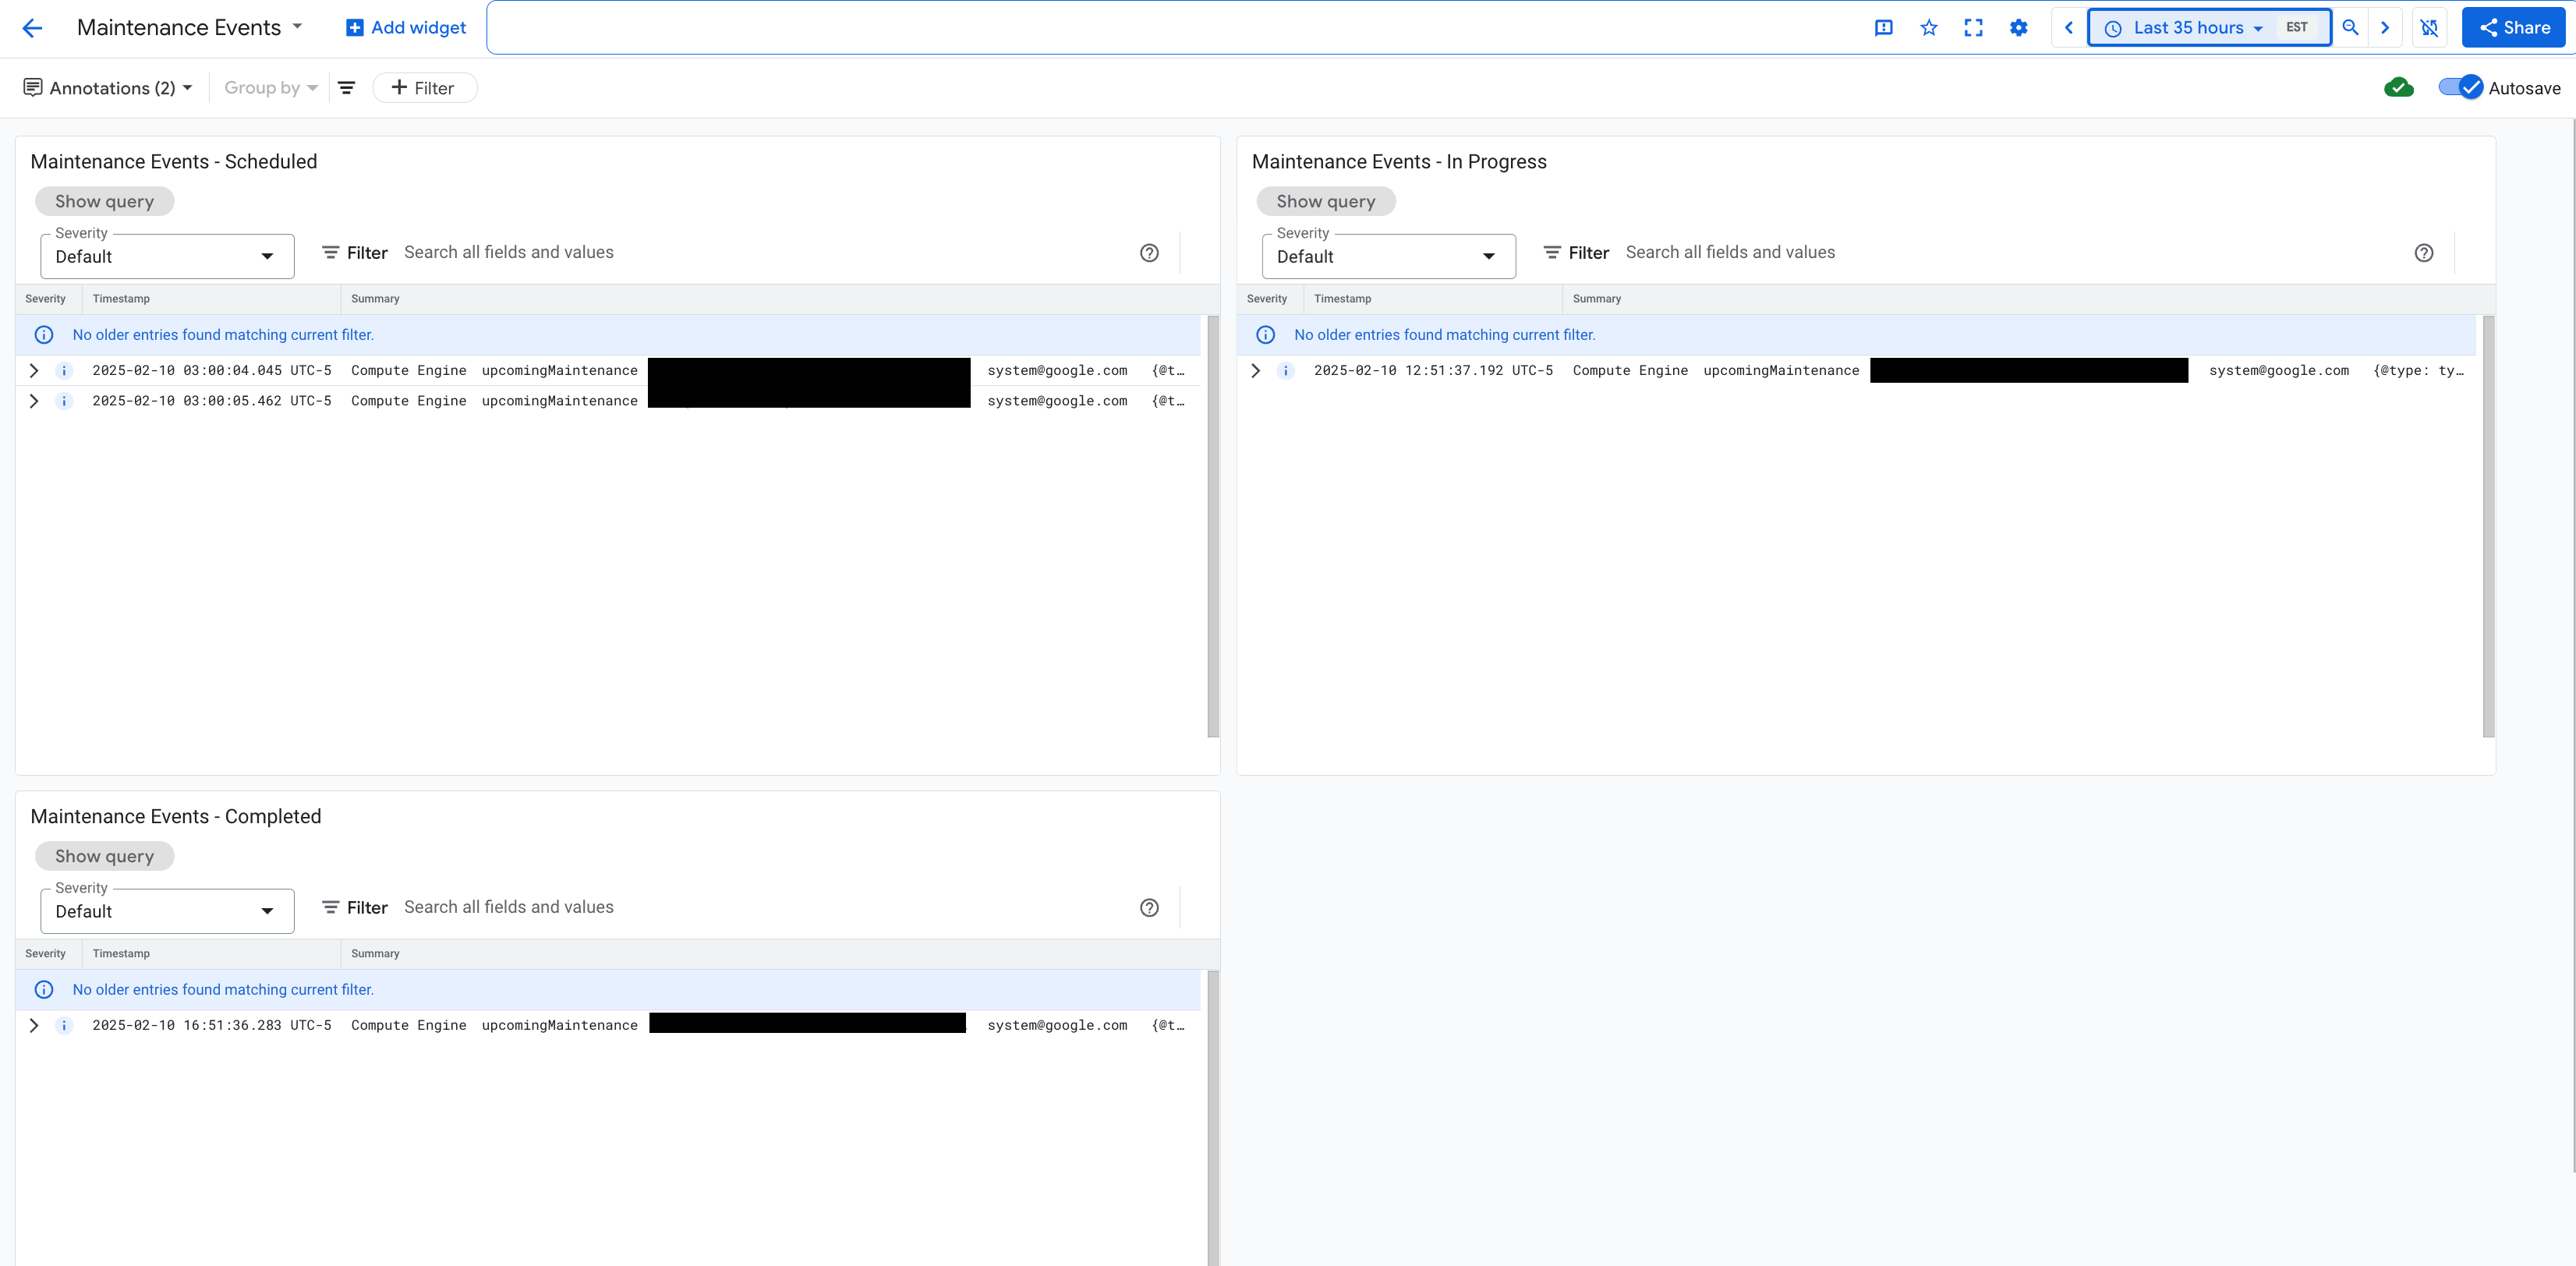 Maintenance Events Add widget Last 35 hours EST Share
Annotations (2) Group by Filter Autosave
Maintenance Events - Scheduled
Show query
Severity
Default Filter Search all fields and values
Severity Timestamp Summary
No older entries found matching current filter.
2025-02-10 03:00:04.045 UTC-5 Compute Engine upcomingMaintenance system@google.com {@t…
2025-02-10 03:00:05.462 UTC-5 Compute Engine upcomingMaintenance system@google.com {@t…
Maintenance Events - In Progress
Show query
Severity
Default Filter Search all fields and values
Severity Timestamp Summary
No older entries found matching current filter.
2025-02-10 12:51:37.192 UTC-5 Compute Engine upcomingMaintenance system@google.com {@type: ty…
Maintenance Events - Completed
Show query
Severity
Default Filter Search all fields and values
Severity Timestamp Summary
No older entries found matching current filter.
2025-02-10 16:51:36.283 UTC-5 Compute Engine upcomingMaintenance system@google.com {@t…